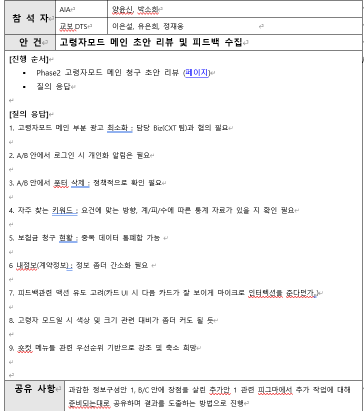 참 석 자 AIA 양윤신, 박소희
교보DTS 이은설, 유은희, 정재용
안 건 고령자모드 메인 초안 리뷰 및 피드백 수집
[진행 순서]
• Phase2 고령자모드 메인 청구 초안 리뷰 (페이지)
• 질의 응답
[질의 응답]
1. 고령자모드 메인 부분 광고 최소화 : 담당 Biz(CXT 팀)과 협의 필요
2. A/B 안에서 로그인 시 개인화 알림은 필요
3. A/B 안에서 푸터 삭제 : 정책적으로 확인 필요
4. 자주 찾는 키워드 : 요건에 맞는 방향, 계/피/수에 따른 통계 자료가 있을 지 확인 필요
5. 보험금 청구 현황 : 중복 데이터 통폐합 가능
6 내정보(계약정보) : 정보 좀더 간소화 필요
7. 피드백관련 액션 유도 고려(카드 UI 시 다음 카드가 잘 보이게 마이크로 인터렉션을 준다면가..)
8. 고령자 모드일 시 색상 및 크기 관련 대비가 좀더 커도 될 듯
9. 숏컷 메뉴들 관련 우선순위 기반으로 강조 및 축소 희망
공유 사항 과감한 정보구성안 1, B/C 안에 장점을 살린 추가안 1 관련 피그마에서 추가 작업에 대해
준비되는대로 공유하며 결과를 도출하는 방법으로 진행